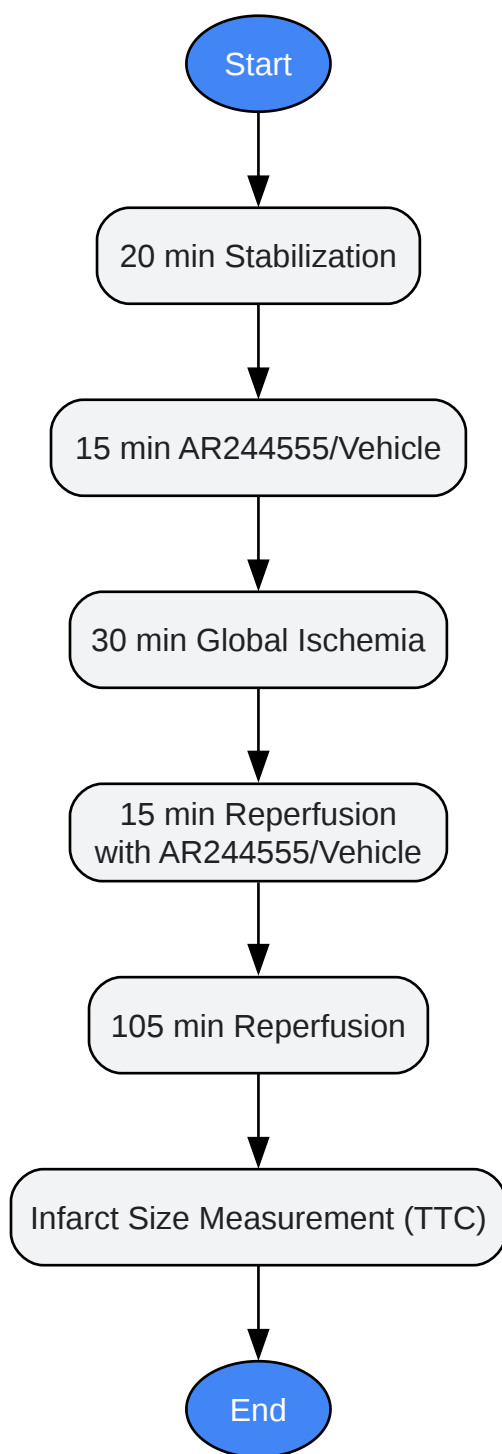 Start
20 min Stabilization
15 min AR244555/Vehicle
30 min Global Ischemia
15 min Reperfusion
with AR244555/Vehicle
105 min Reperfusion
Infarct Size Measurement (TTC)
End